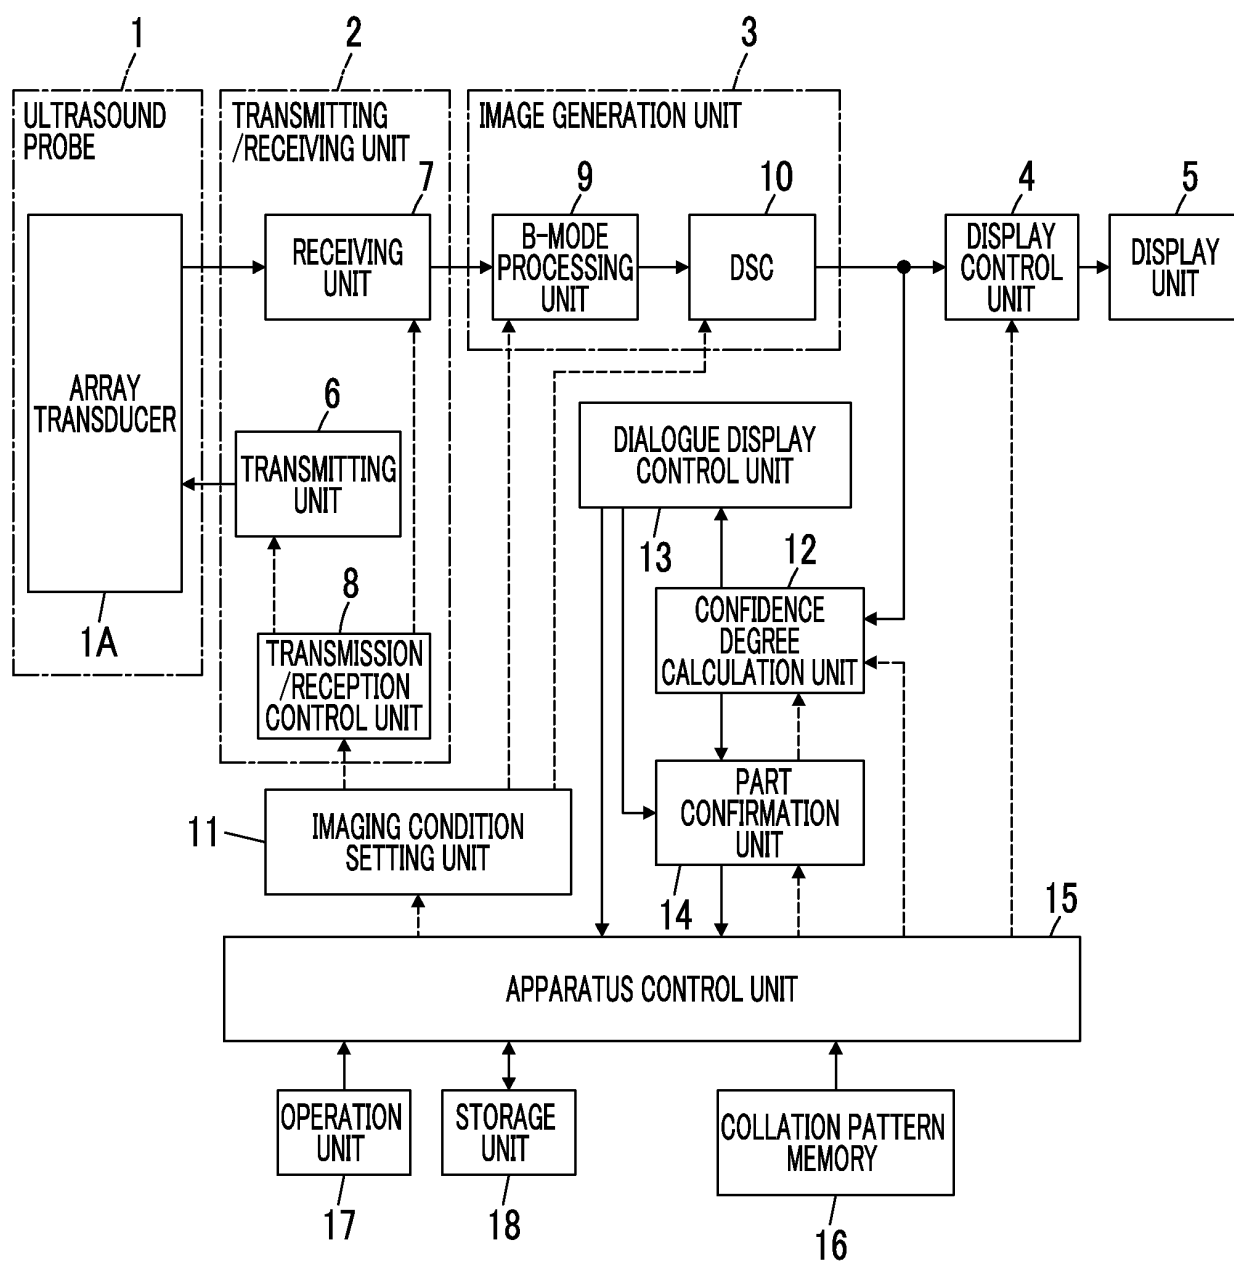 1
2
3
ULTRASOUND
PROBE
TRANSMITTING
/RECEIVING UNIT
IMAGE GENERATION UNIT
7
9
10
4
5
RECEIVING
UNIT
B-MODE
PROCESSING
UNIT
DSC
DISPLAY
CONTROL
UNIT
DISPLAY
UNIT
ARRAY
TRANSDUCER
6
TRANSMITTING
UNIT
DIALOGUE DISPLAY
CONTROL UNIT
13
12
8
1A
TRANSMISSION
/RECEPTION
CONTROL UNIT
CONFIDENCE
DEGREE
CALCULATION UNIT
11
IMAGING CONDITION
SETTING UNIT
PART
CONFIRMATION
UNIT
14
15
APPARATUS CONTROL UNIT
OPERATION
UNIT
STORAGE
UNIT
COLLATION PATTERN
MEMORY
17
18
16